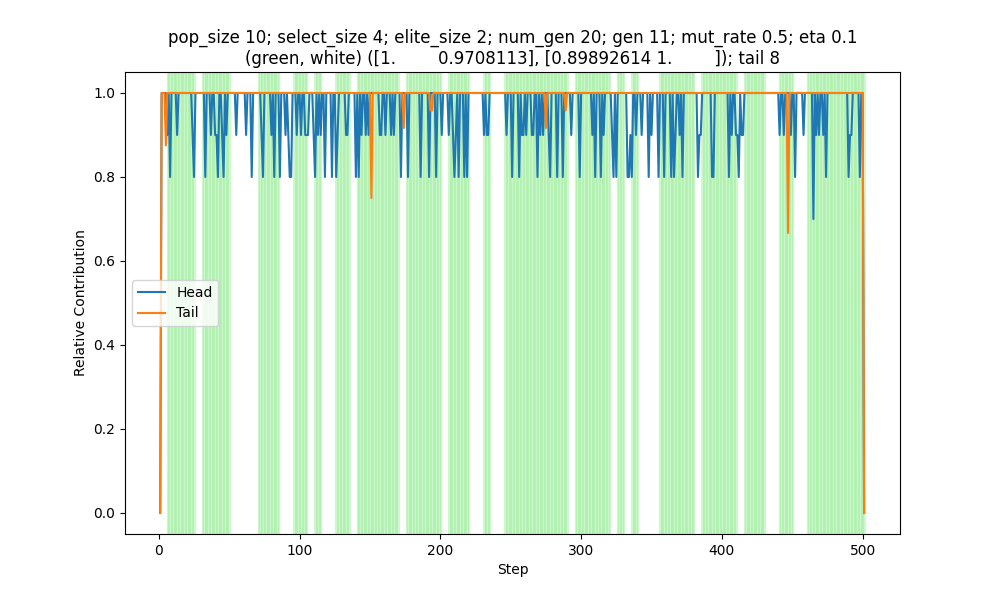 pop_size 10; select_size 4; elite_size 2; num_gen 20; gen 11; mut_rate 0.5; eta 0.1
(green, white) ([1.        0.9708113], [0.89892614 1.        ]); tail 8
1.0
0.8
0.6
0.4
0.2
0.0
Relative Contribution
Head
Tail
0 100 200 300 400 500
Step